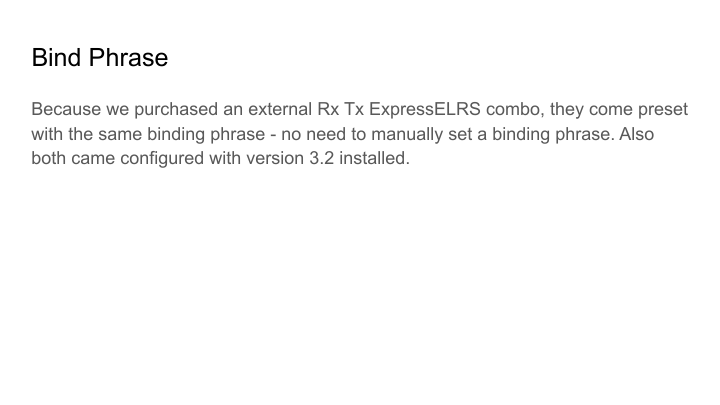 Bind Phrase
Because we purchased an external Rx Tx ExpressELRS combo, they come preset
with the same binding phrase - no need to manually set a binding phrase. Also
both came configured with version 3.2 installed.